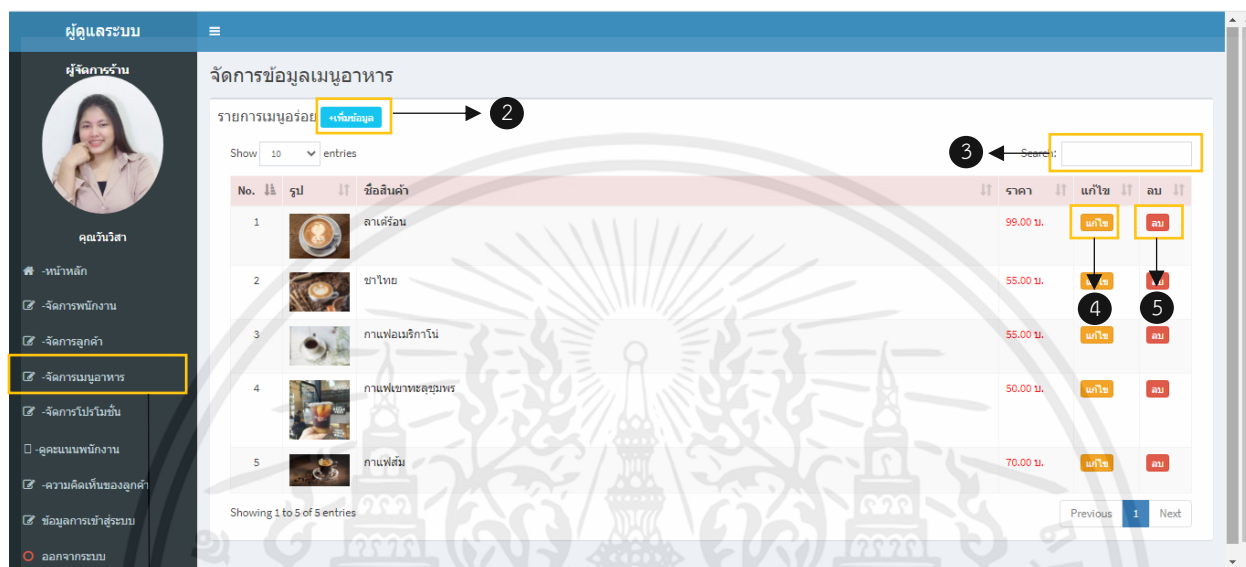 ผู้ดูแลระบบ
ผู้จัดการร้าน
คุณวันวิสา
-หน้าหลัก
-จัดการพนักงาน
-จัดการลูกค้า
-จัดการเมนูอาหาร
-จัดการโปรโมชั่น
-ดูคะแนนพนักงาน
-ความคิดเห็นของลูกค้า
ข้อมูลการเข้าสู่ระบบ
ออกจากระบบ
จัดการข้อมูลเมนูอาหาร
รายการเมนูอร่อย +เพิ่มข้อมูล 2
Show 10 entries 3 Search:
No. รูป ชื่อสินค้า ราคา แก้ไข ลบ
1 ลาเต้ร้อน 99.00 บ. แก้ไข ลบ
2 ชาไทย 55.00 บ.
4 5
3 กาแฟอเมริกาโน่ 55.00 บ. แก้ไข ลบ
4 กาแฟเขาทะลุชุมพร 50.00 บ. แก้ไข ลบ
5 กาแฟส้ม 70.00 บ. แก้ไข ลบ
Showing 1 to 5 of 5 entries Previous 1 Next